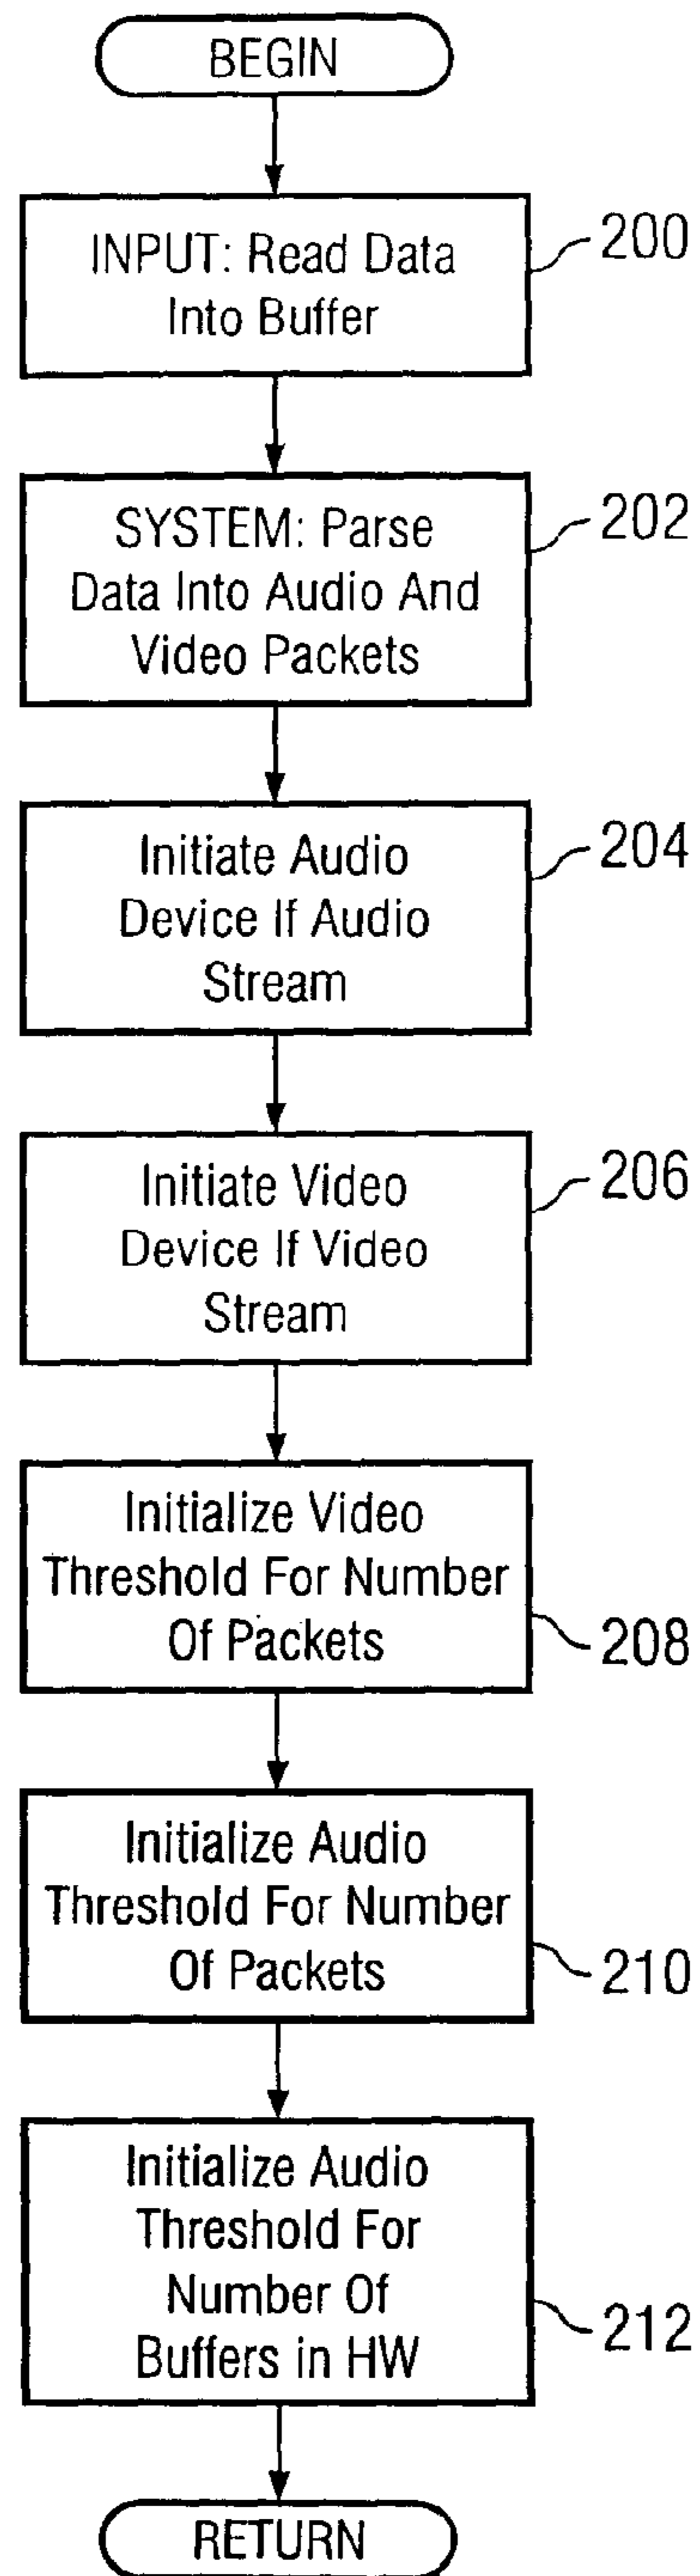 BEGIN
INPUT: Read Data
Into Buffer
200
SYSTEM: Parse
Data Into Audio And
Video Packets
202
Initiate Audio
Device If Audio
Stream
204
Initiate Video
Device If Video
Stream
206
Initialize Video
Threshold For Number
Of Packets
208
Initialize Audio
Threshold For Number
Of Packets
210
Initialize Audio
Threshold For
Number Of
Buffers in HW
212
RETURN